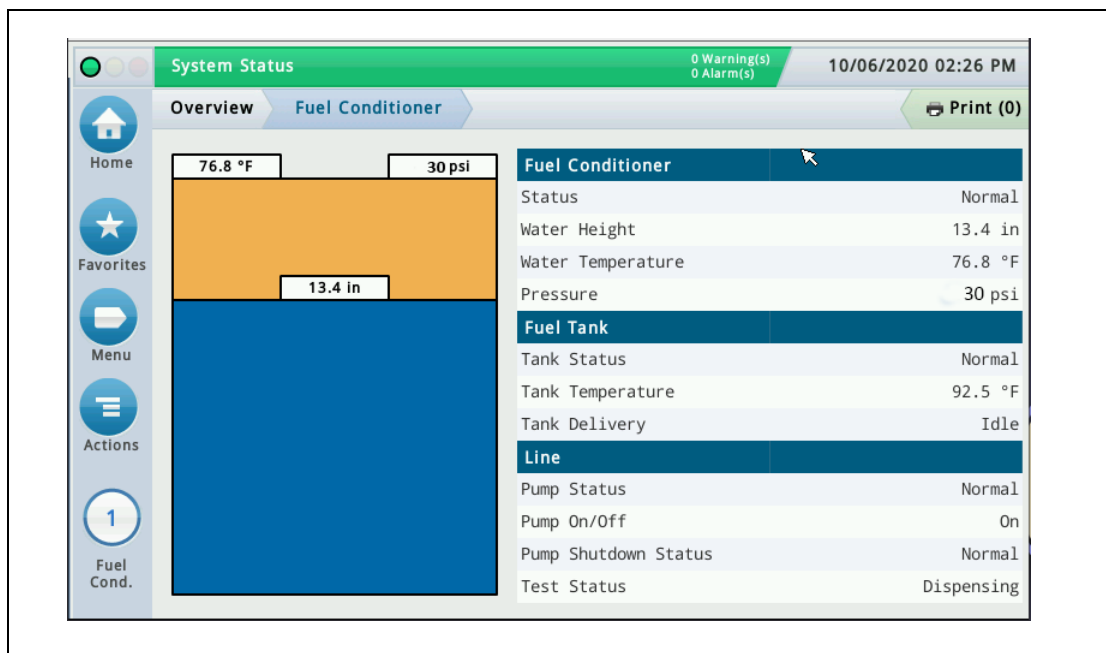 System Status
0 Warning(s)
0 Alarm(s)
10/06/2020 02:26 PM
Overview
Fuel Conditioner
Print (0)
Home
Favorites
Menu
Actions
1
Fuel
Cond.
76.8 °F
30 psi
13.4 in
Fuel Conditioner
Status Normal
Water Height 13.4 in
Water Temperature 76.8 °F
Pressure 30 psi
Fuel Tank
Tank Status Normal
Tank Temperature 92.5 °F
Tank Delivery Idle
Line
Pump Status Normal
Pump On/Off On
Pump Shutdown Status Normal
Test Status Dispensing